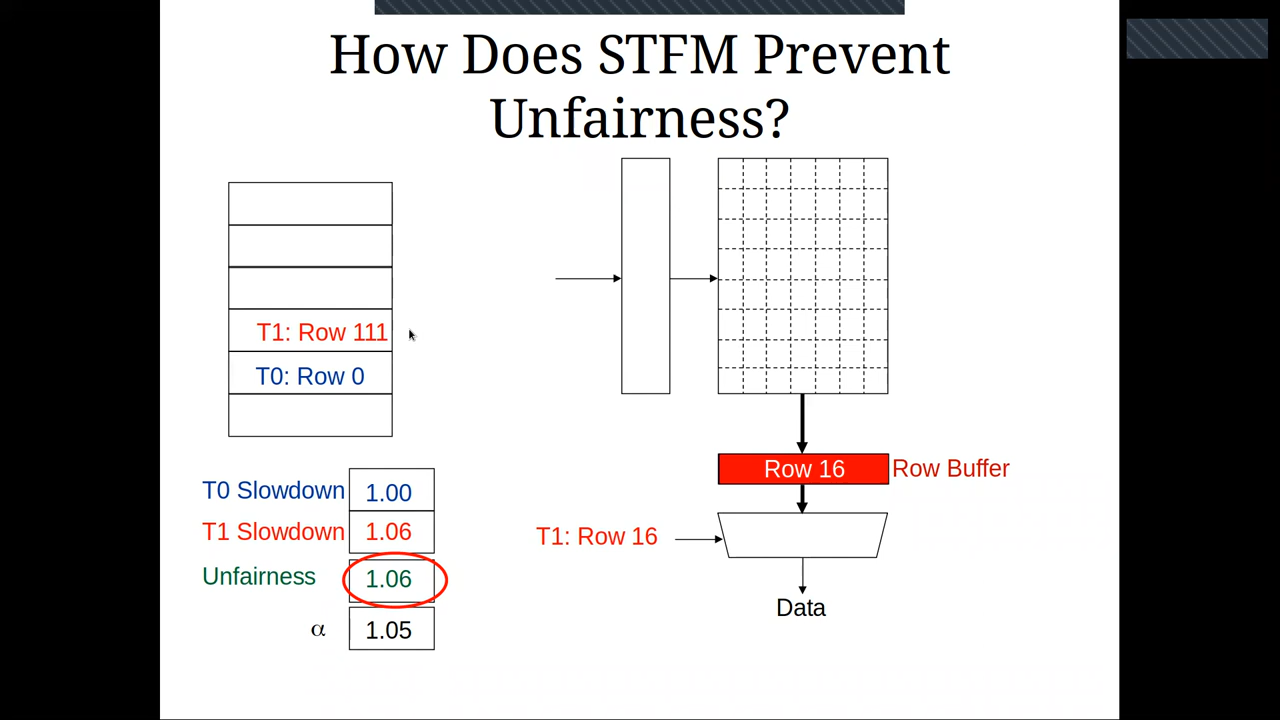 How Does STFM Prevent
Unfairness?
T1: Row 111
T0: Row 0
T0 Slowdown 1.00
T1 Slowdown 1.06
Unfairness 1.06
α 1.05
Row 16 Row Buffer
T1: Row 16
Data